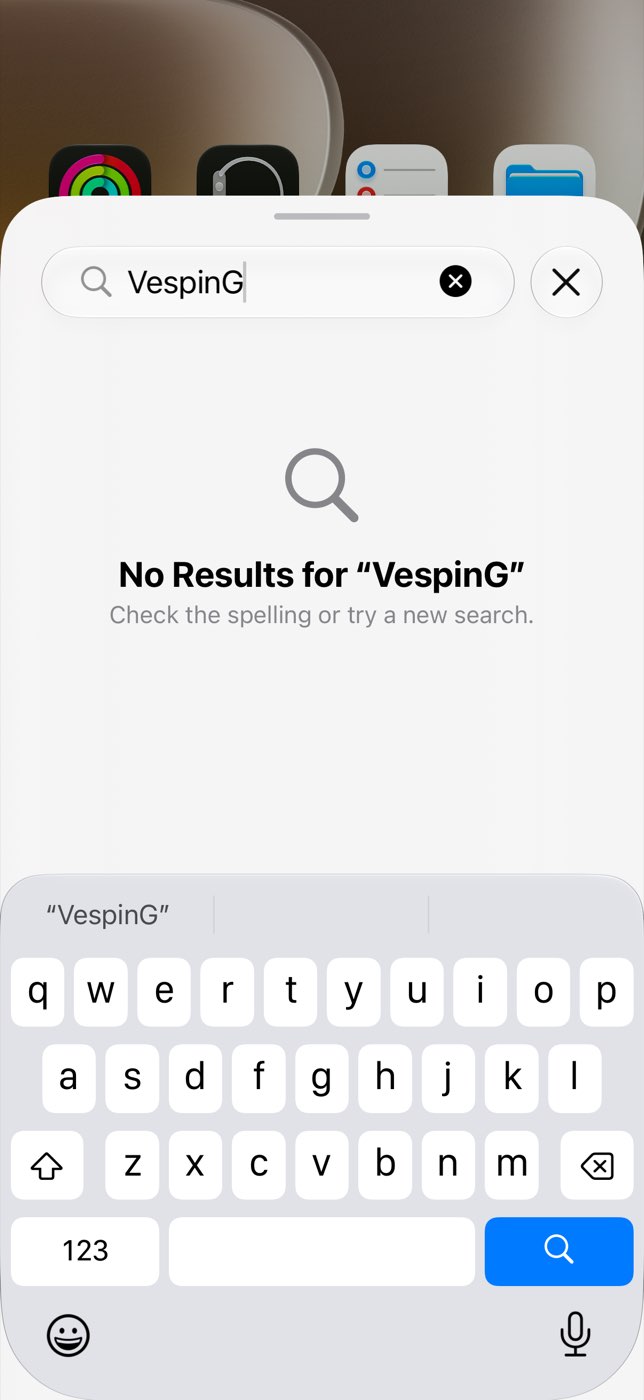 VespinG
No Results for “VespinG”
Check the spelling or try a new search.
“VespinG”
q w e r t y u i o p
a s d f g h j k l
z x c v b n m
123